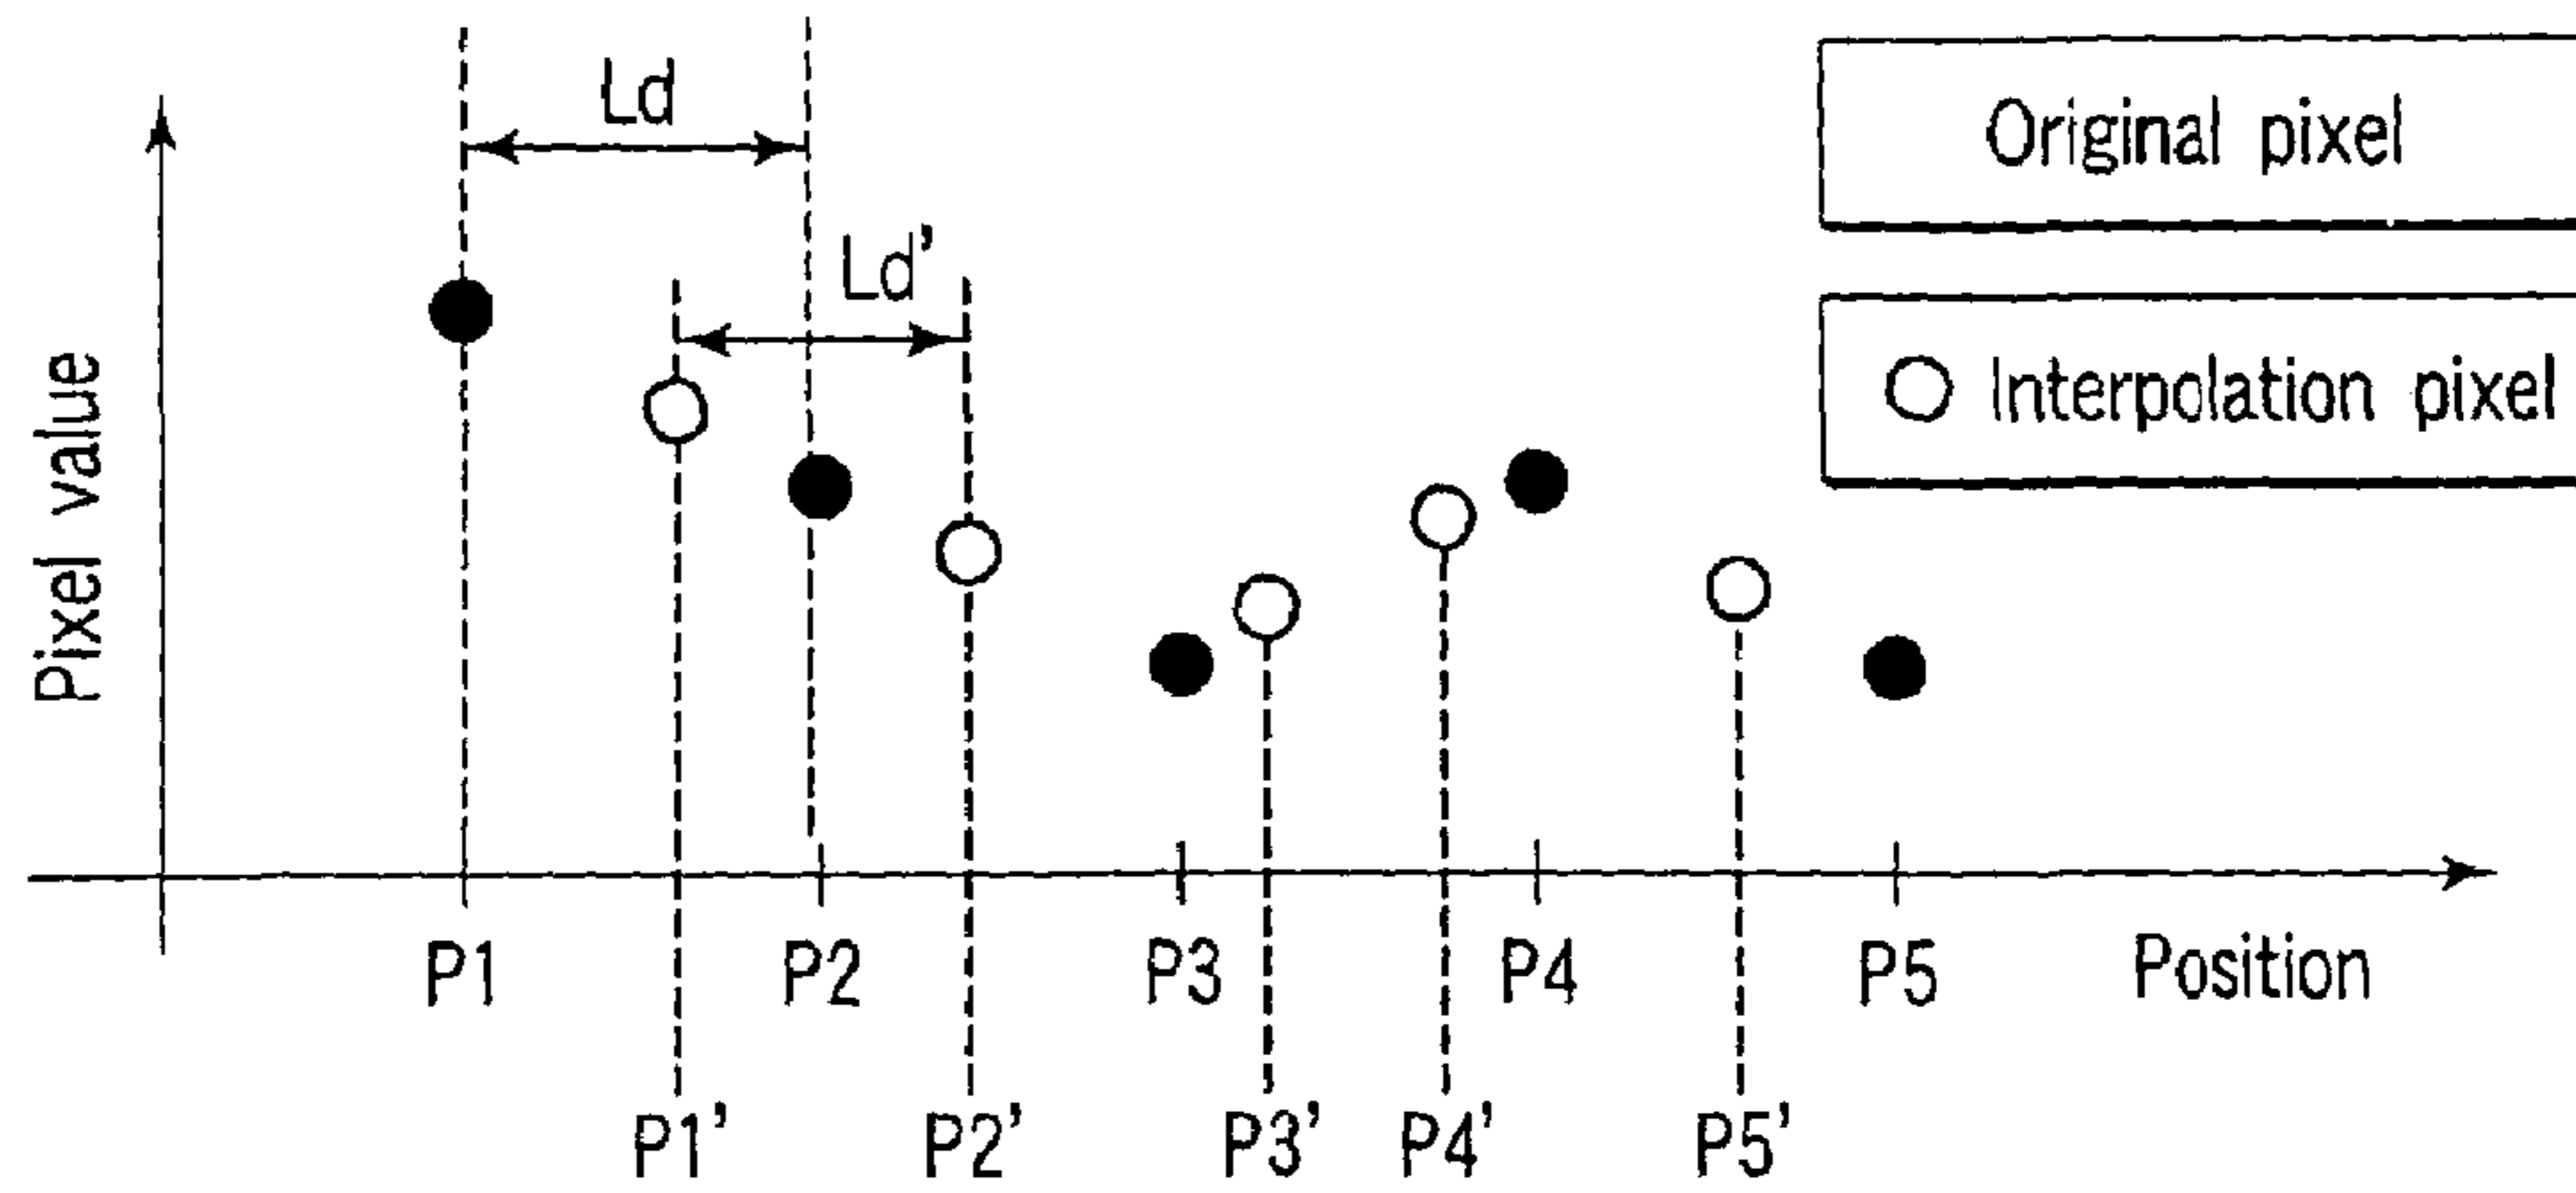 Ld
Original pixel
Ld'
○ Interpolation pixel
Pixel value
P1 P2 P3 P4 P5 Position
P1' P2' P3' P4' P5'